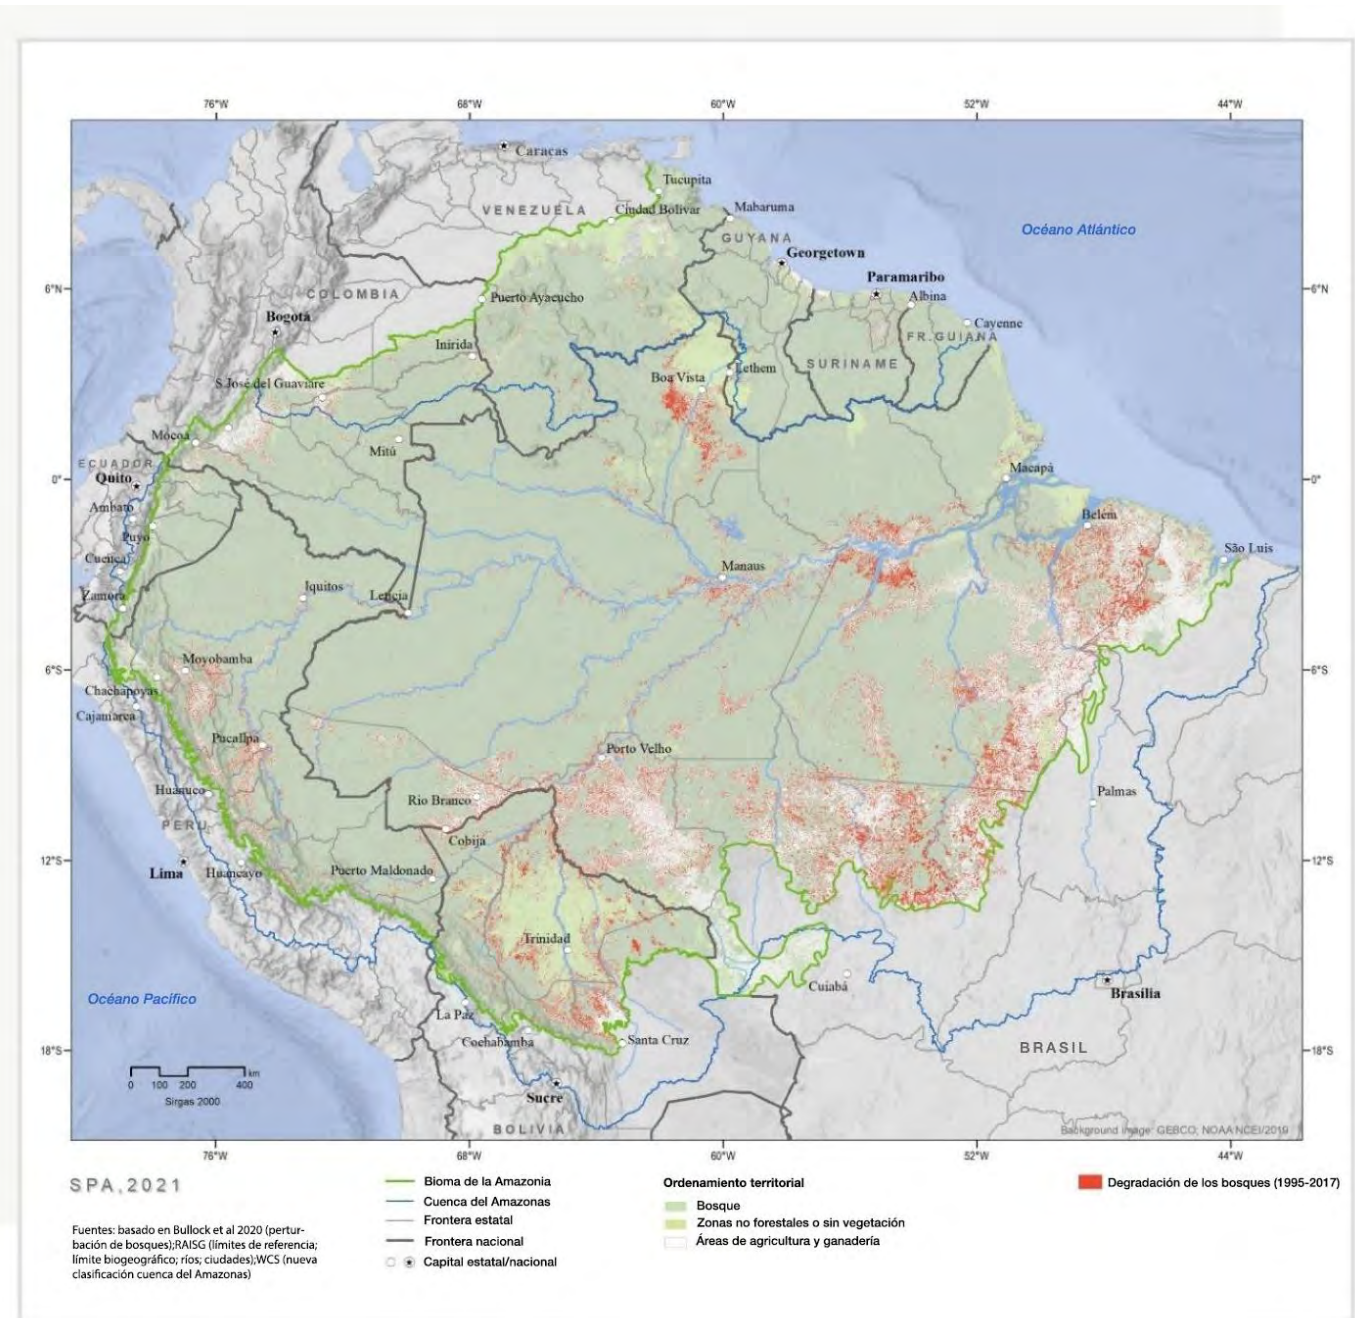 76°W 68°W 60°W 52°W 44°W
Caracas
Tucupita
VENEZUELA
Ciudad Bolivar
Mabaruma
GUYANA
Océano Atlántico
Georgetown
Paramaribo
6°N 6°N
COLOMBIA
Puerto Ayacucho
Albina
Bogotá
Cayenne
FR.GUIANA
Inirida
SURINAME
S.José del Guaviare
Boa Vista
Lethem
Mocoa
Mitú
ECUADOR
Quito
Macapá
0° 0°
Ambato
Belém
Puyo
Cuenca
São Luis
Manaus
Iquitos
Leticia
Zamora
Moyobamba
6°S 6°S
Chachapoyas
Cajamarca
Pucallpa
Porto Velho
Huanuco
Rio Branco
Palmas
PERU
Cobija
12°S 12°S
Lima
Huancayo
Puerto Maldonado
Trinidad
Cuiabá
Océano Pacífico
Brasília
La Paz
Cochabamba
Santa Cruz
BRASIL
18°S 18°S
km
0 100 200 400
Sirgas 2000
Sucre
BOLIVIA
Background image: GEBCO; NOAA NCEI/2019
76°W 68°W 60°W 52°W 44°W
SPA,2021
Fuentes: basado en Bullock et al 2020 (pertur-
bación de bosques);RAISG (límites de referencia;
límite biogeográfico; ríos; ciudades);WCS (nueva
clasificación cuenca del Amazonas)
Bioma de la Amazonia
Cuenca del Amazonas
Frontera estatal
Frontera nacional
Capital estatal/nacional
Ordenamiento territorial
Bosque
Zonas no forestales o sin vegetación
Áreas de agricultura y ganadería
Degradación de los bosques (1995-2017)